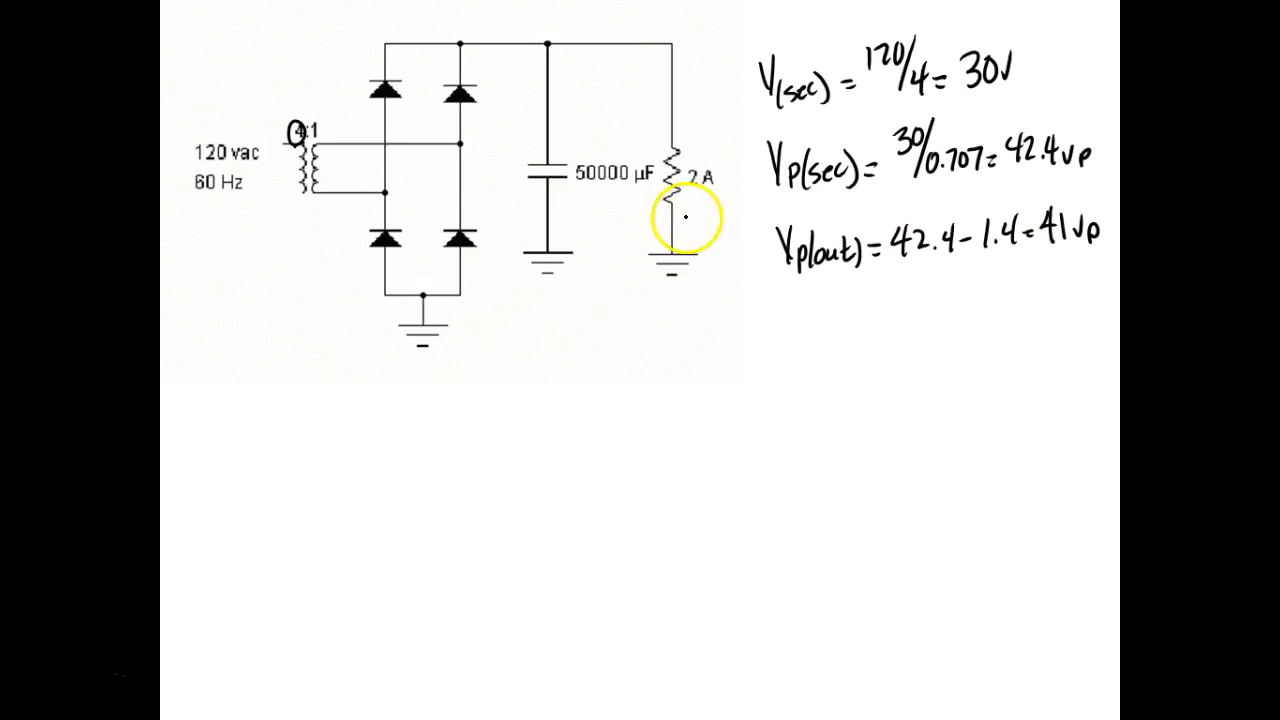 4:1
120 vac
60 Hz
50000 µF
2 A
V(sec) = 120/4 = 30V
Vp(sec) = 30/0.707 = 42.4vp
Vp(out) = 42.4 - 1.4 = 41vp